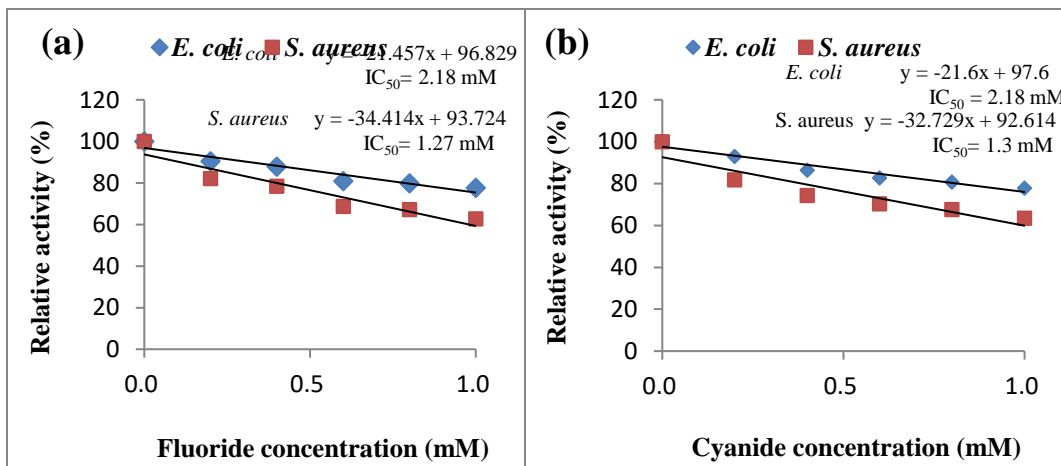 (a)
E. coli S. aureus
E. coli y = -21.457x + 96.829
IC50= 2.18 mM
S. aureus y = -34.414x + 93.724
IC50= 1.27 mM
120
100
80
60
40
20
0
0.0 0.5 1.0
Relative activity (%)
Fluoride concentration (mM)
(b)
E. coli S. aureus
E. coli y = -21.6x + 97.6
IC50 = 2.18 mM
S. aureus y = -32.729x + 92.614
IC50= 1.3 mM
120
100
80
60
40
20
0
0.0 0.5 1.0
Relative activity (%)
Cyanide concentration (mM)